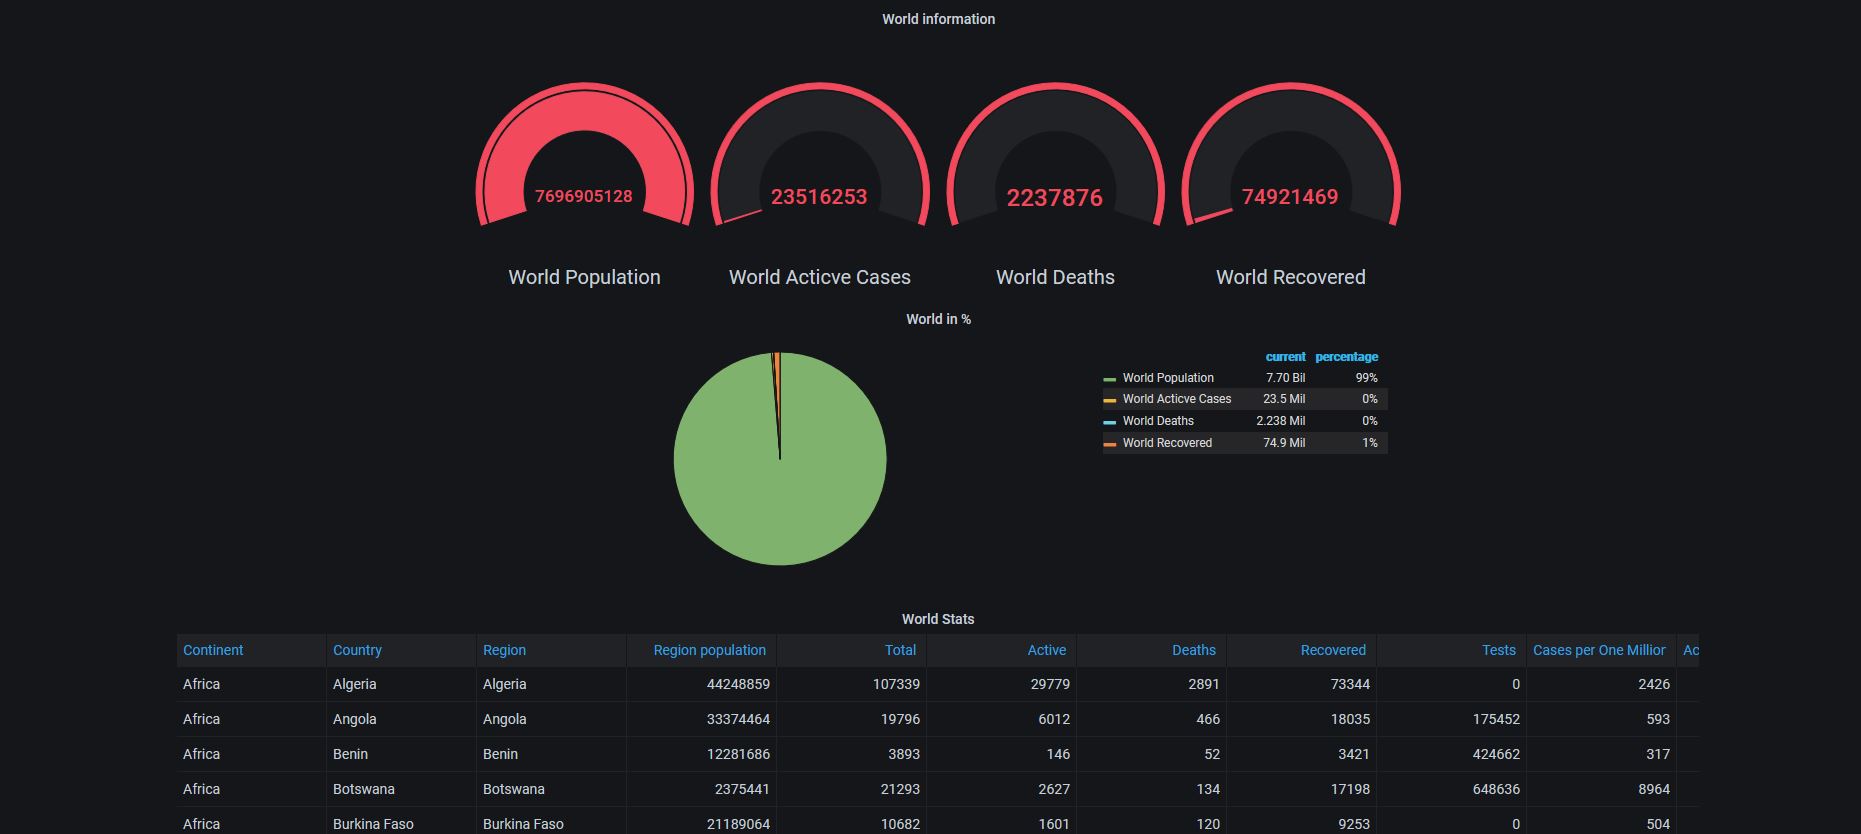 World information
7696905128 23516253 2237876 74921469
World Population World Acticve Cases World Deaths World Recovered
World in %
current percentage
World Population 7.70 Bil 99%
World Acticve Cases 23.5 Mil 0%
World Deaths 2.238 Mil 0%
World Recovered 74.9 Mil 1%
World Stats
Continent Country Region Region population Total Active Deaths Recovered Tests Cases per One Millior Ac
Africa Algeria Algeria 44248859 107339 29779 2891 73344 0 2426
Africa Angola Angola 33374464 19796 6012 466 18035 175452 593
Africa Benin Benin 12281686 3893 146 52 3421 424662 317
Africa Botswana Botswana 2375441 21293 2627 134 17198 648636 8964
Africa Burkina Faso Burkina Faso 21189064 10682 1601 120 9253 0 504